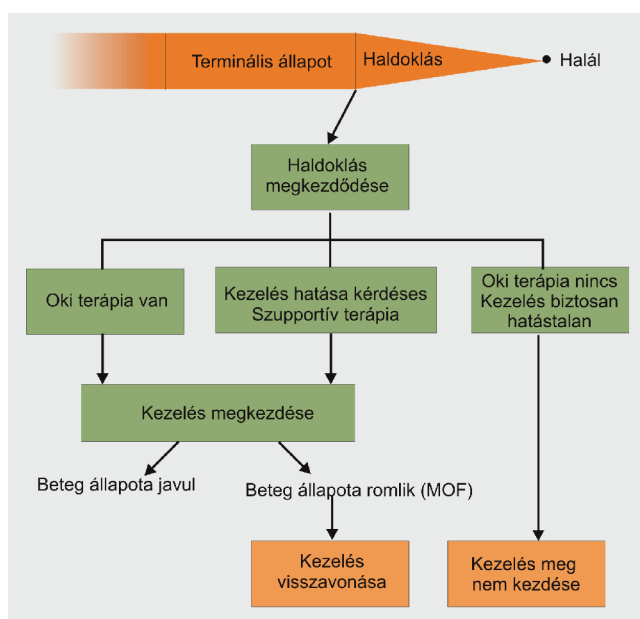 Terminális állapot
Haldoklás
Halál
Haldoklás
megkezdődése
Oki terápia van
Kezelés hatása kérdéses
Szupportív terápia
Oki terápia nincs
Kezelés biztosan
hatástalan
Kezelés megkezdése
Beteg állapota javul
Beteg állapota romlik (MOF)
Kezelés
visszavonása
Kezelés meg
nem kezdése